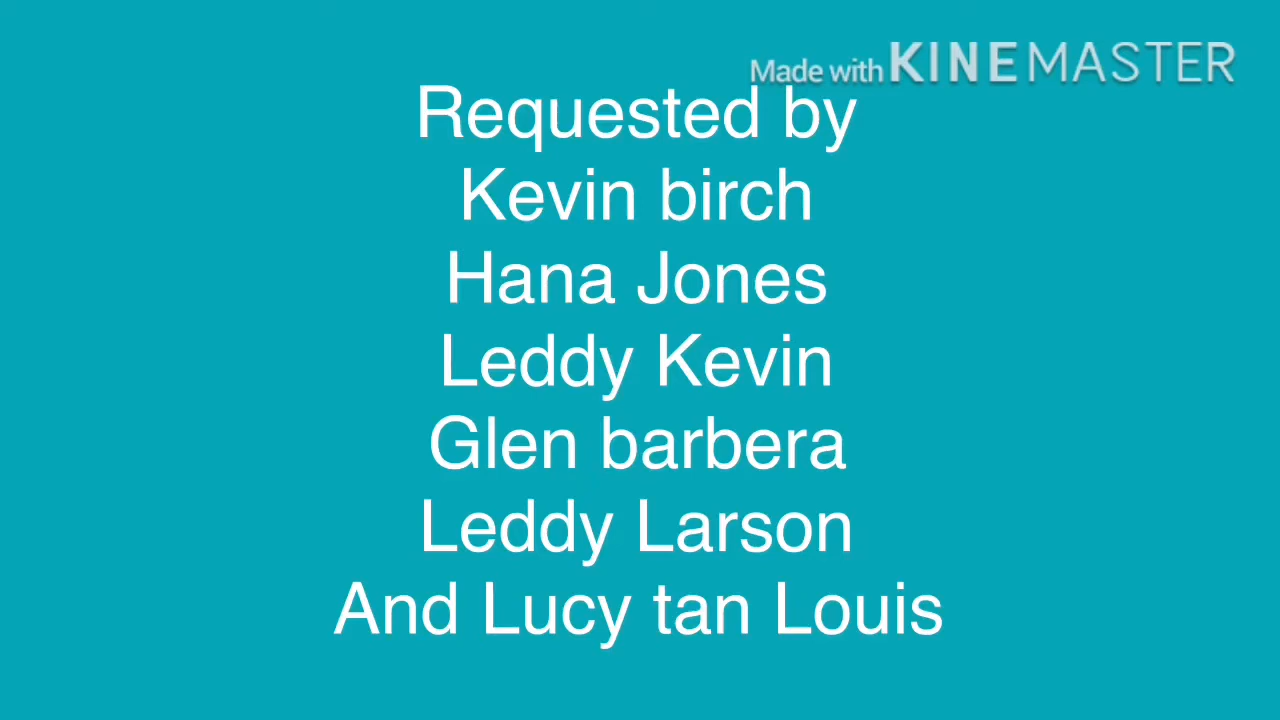 Made with KINEMASTER
Requested by
Kevin birch
Hana Jones
Leddy Kevin
Glen barbera
Leddy Larson
And Lucy tan Louis